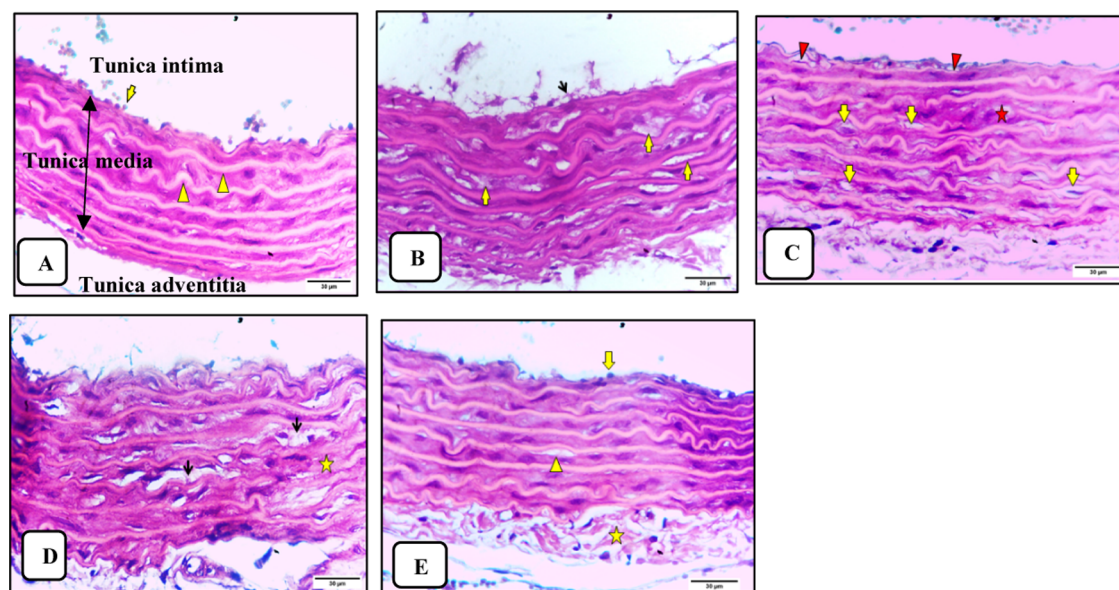 Tunica intima
Tunica media
Tunica adventitia
A
30 µm
B
30 µm
C
30 µm
D
30 µm
E
30 µm